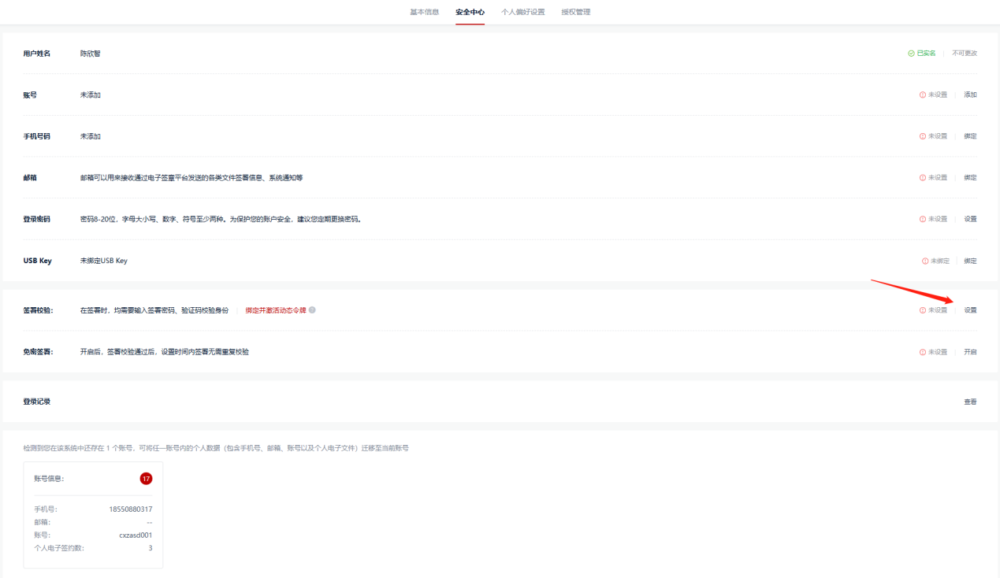 基本信息 安全中心 个人偏好设置 授权管理
用户姓名 陈欣智 已实名 不可更改
账号 未添加 未设置 添加
手机号码 未添加 未设置 绑定
邮箱 邮箱可以用来接收通过电子签章平台发送的各类文件签署信息、系统通知等 未设置 绑定
登录密码 密码8-20位，字母大小写、数字、符号至少两种。为保护您的账户安全，建议您定期更换密码。 未设置 设置
USB Key 未绑定USB Key 未绑定 绑定
签署校验： 在签署时，均需要输入签署密码、验证码校验身份 绑定并激活动态令牌 未设置 设置
免密签署： 开启后，签署校验通过后，设置时间内签署无需重复校验 未设置 开启
登录记录 查看
检测到您在该系统中还存在 1 个账号，可将任一账号内的个人数据（包含手机号、邮箱、账号以及个人电子文件）迁移至当前账号
账号信息： 17
手机号： 18550880317
邮箱： --
账号： cxzasd001
个人电子签约数： 3